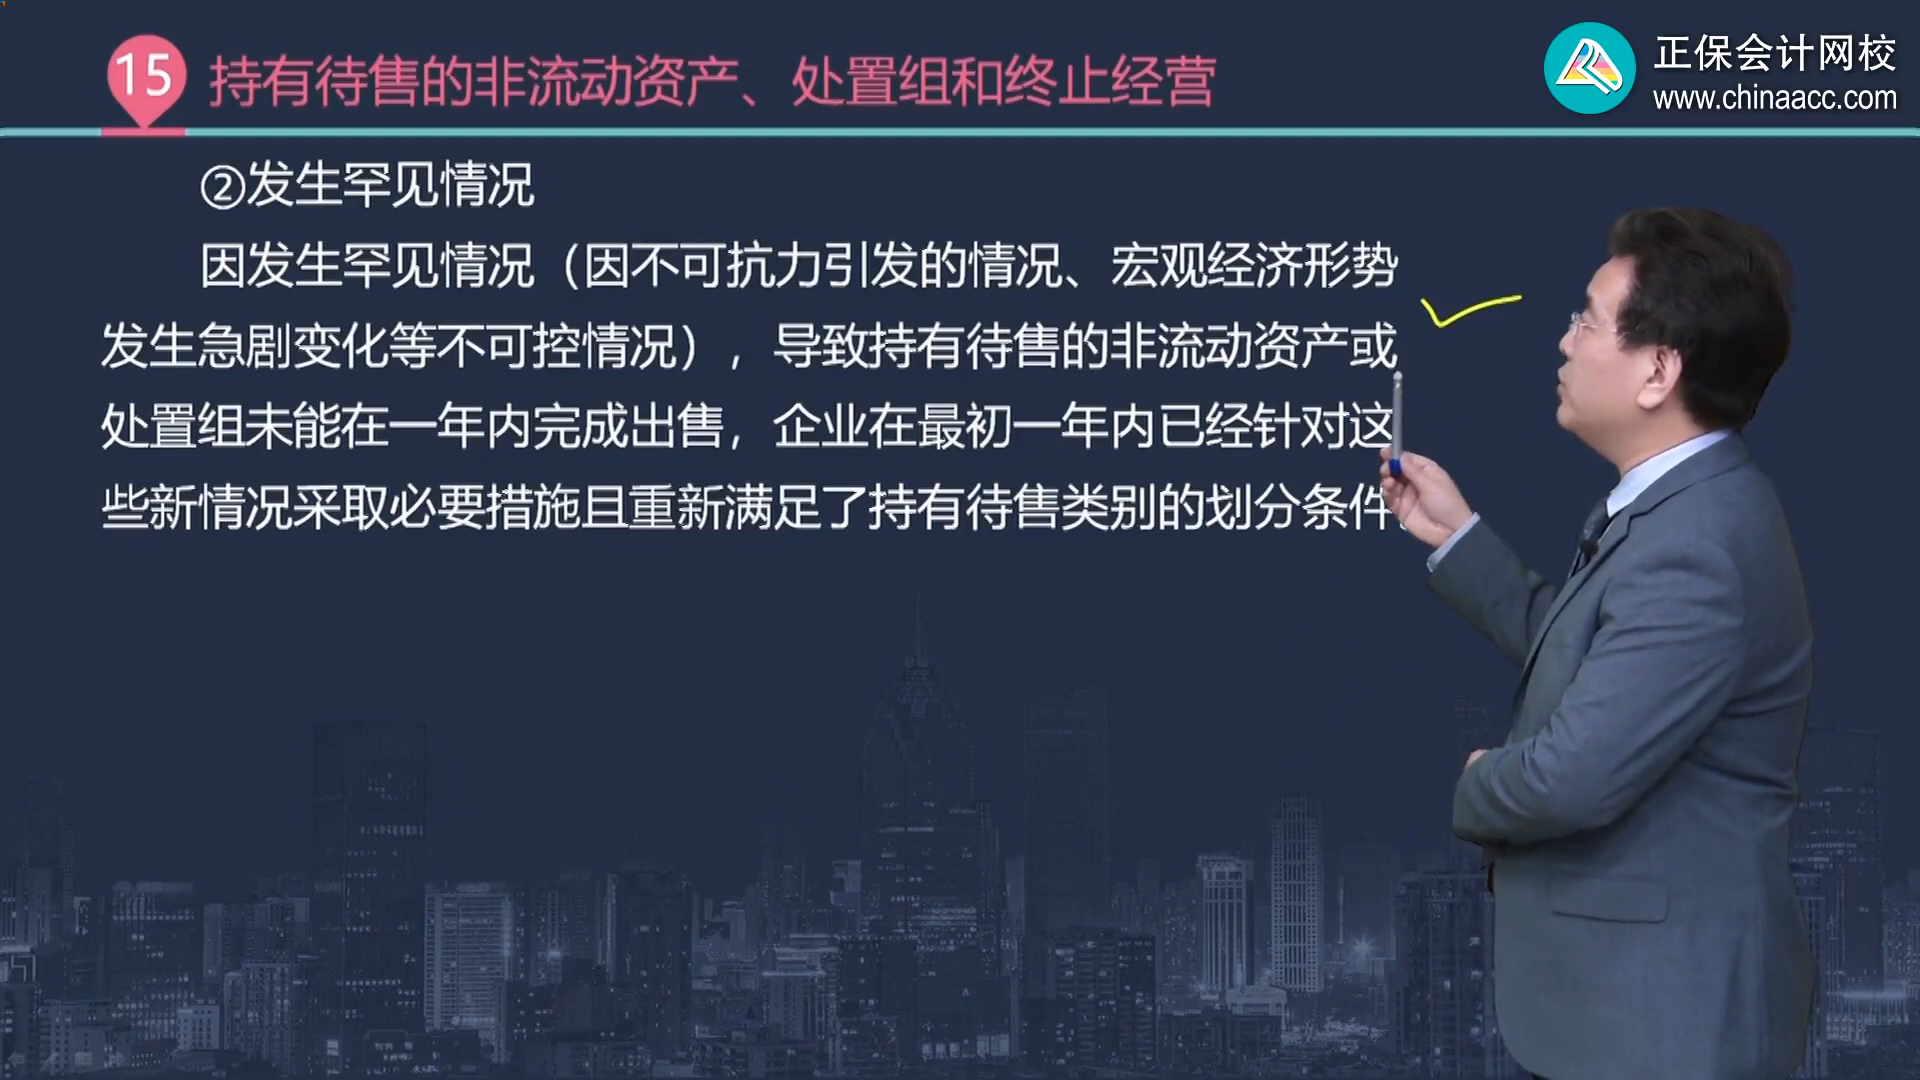 15 持有待售的非流动资产、处置组和终止经营
正保会计网校
www.chinaacc.com
②发生罕见情况
因发生罕见情况（因不可抗力引发的情况、宏观经济形势
发生急剧变化等不可控情况），导致持有待售的非流动资产或
处置组未能在一年内完成出售，企业在最初一年内已经针对这
些新情况采取必要措施且重新满足了持有待售类别的划分条件。